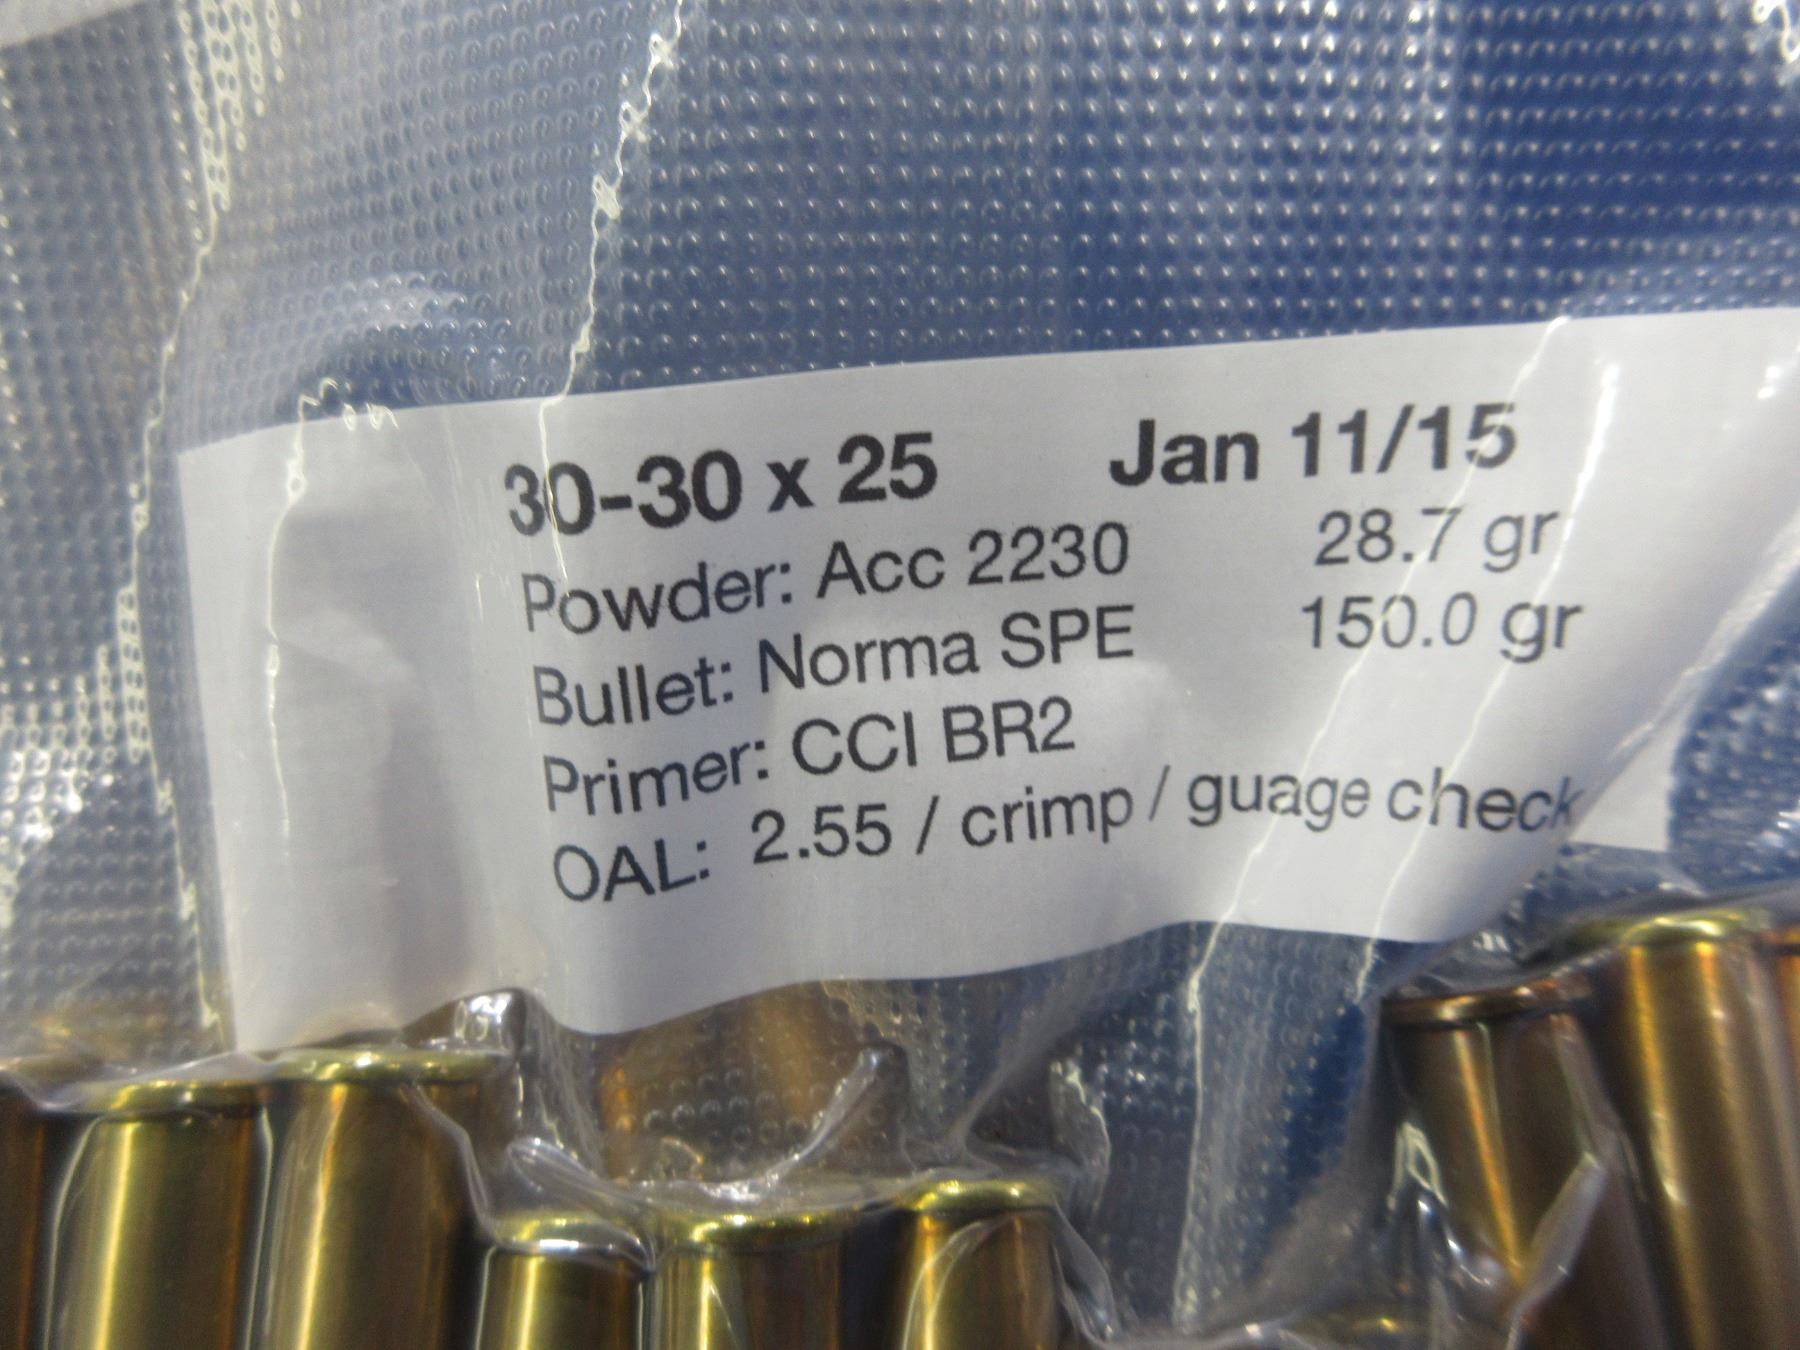 30-30 x 25 Jan 11/15
Powder: Acc 2230 28.7 gr
Bullet: Norma SPE 150.0 gr
Primer: CCI BR2
OAL: 2.55 / crimp / guage check